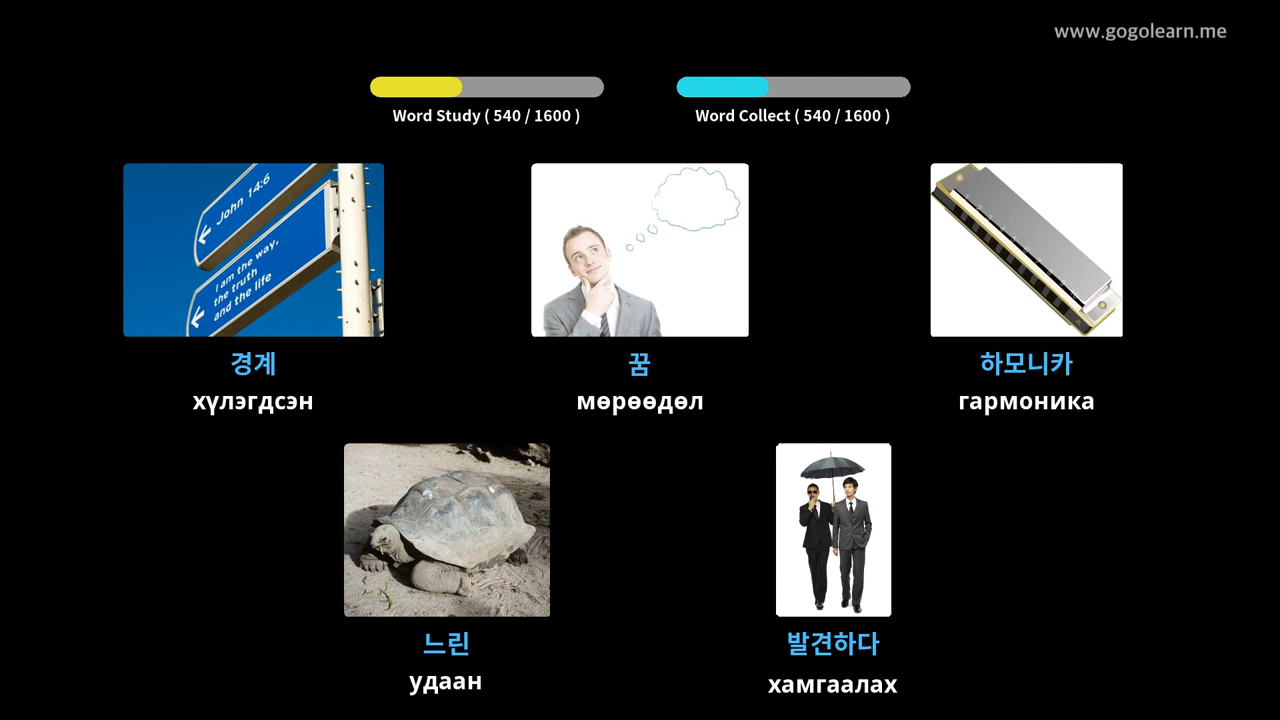 www.gogolearn.me
Word Study ( 540 / 1600 )
Word Collect ( 540 / 1600 )
John 14:6
I am the way,
the truth
and the life
경계
хүлэгдсэн
꿈
мөрөөдөл
하모니카
гармоника
느린
удаан
발견하다
хамгаалах